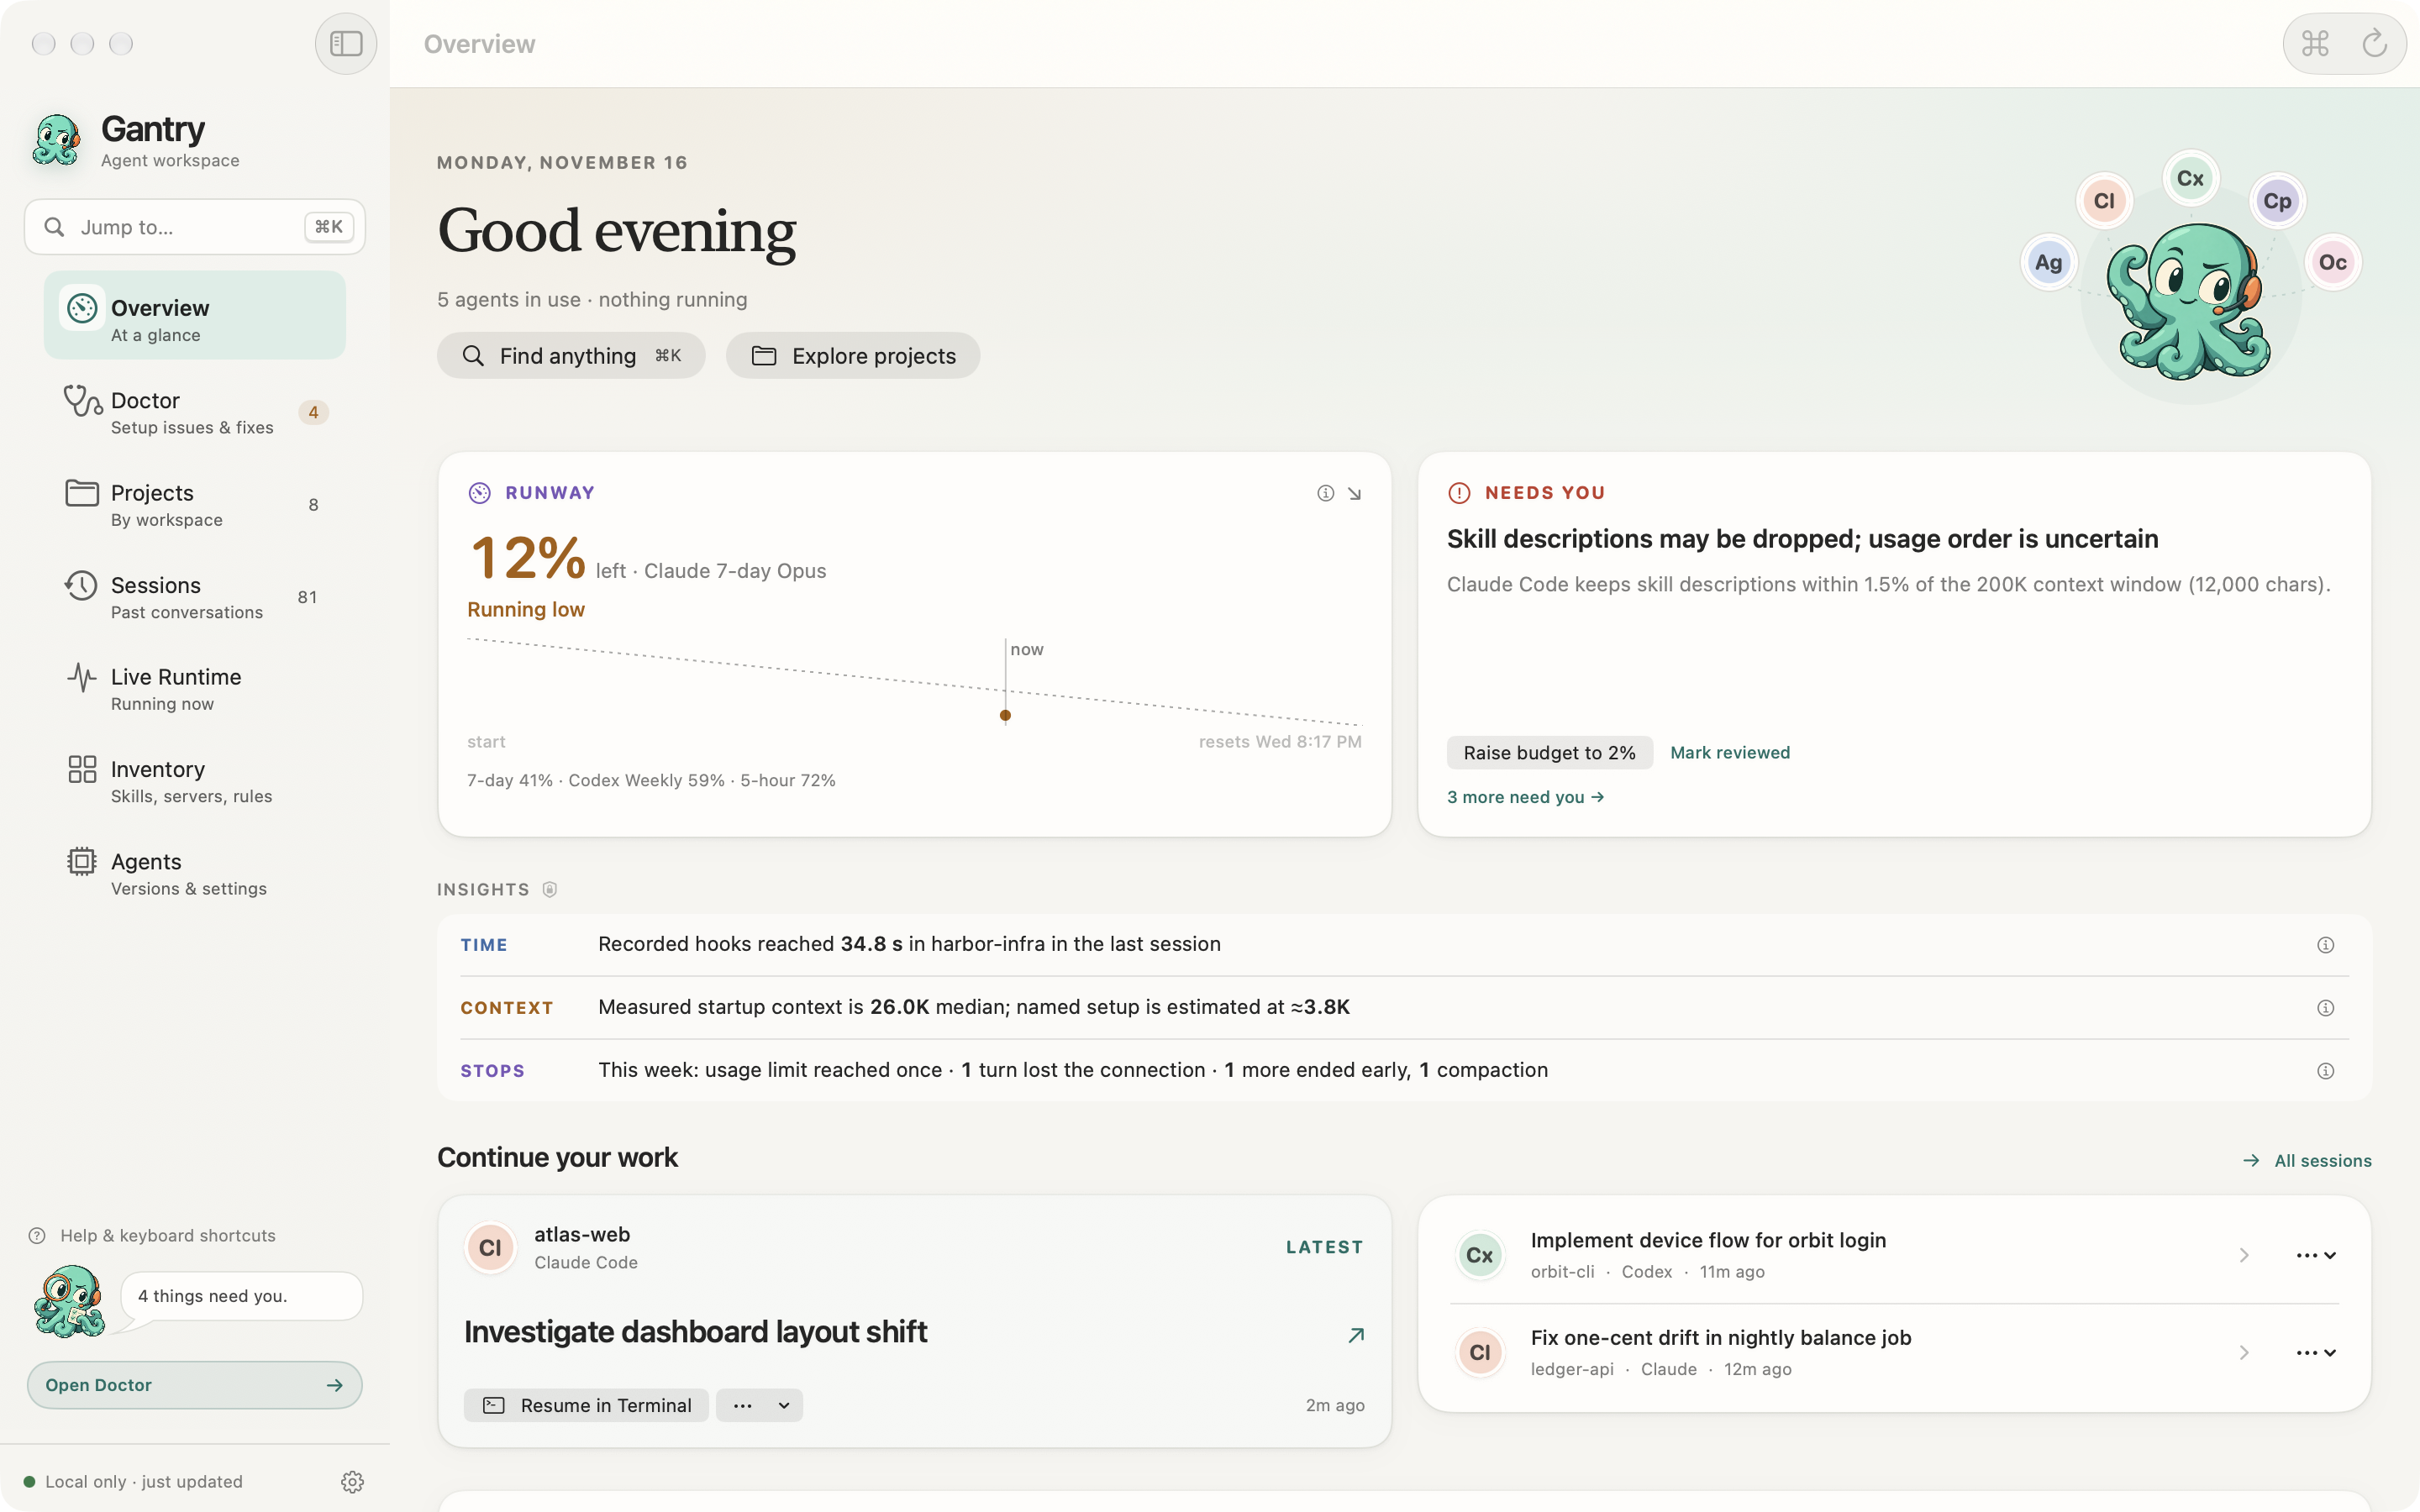 Overview
Gantry
Agent workspace
Jump to... ⌘K
Overview
At a glance
Doctor
Setup issues & fixes
4
Projects
By workspace
8
Sessions
Past conversations
81
Live Runtime
Running now
Inventory
Skills, servers, rules
Agents
Versions & settings
Help & keyboard shortcuts
4 things need you.
Open Doctor
Local only · just updated
MONDAY, NOVEMBER 16
Good evening
5 agents in use · nothing running
Find anything ⌘K
Explore projects
Ag
Cl
Cx
Cp
Oc
RUNWAY
12% left · Claude 7-day Opus
Running low
now
start
resets Wed 8:17 PM
7-day 41% · Codex Weekly 59% · 5-hour 72%
NEEDS YOU
Skill descriptions may be dropped; usage order is uncertain
Claude Code keeps skill descriptions within 1.5% of the 200K context window (12,000 chars).
Raise budget to 2%
Mark reviewed
3 more need you →
INSIGHTS
TIME Recorded hooks reached 34.8 s in harbor-infra in the last session
CONTEXT Measured startup context is 26.0K median; named setup is estimated at ≈3.8K
STOPS This week: usage limit reached once · 1 turn lost the connection · 1 more ended early, 1 compaction
Continue your work
→ All sessions
Cl
atlas-web
Claude Code
LATEST
Investigate dashboard layout shift
Resume in Terminal
2m ago
Cx
Implement device flow for orbit login
orbit-cli · Codex · 11m ago
Cl
Fix one-cent drift in nightly balance job
ledger-api · Claude · 12m ago